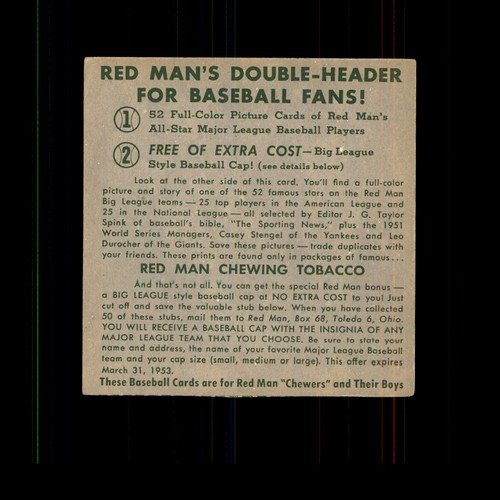 RED MAN'S DOUBLE-HEADER
FOR BASEBALL FANS!
1 52 Full-Color Picture Cards of Red Man's
All-Star Major League Baseball Players
2 FREE OF EXTRA COST—Big League
Style Baseball Cap! (see details below)
Look at the other side of this card. You'll find a full-color
picture and story of one of the 52 famous stars on the Red Man
Big League teams—25 top players in the American League and
25 in the National League—all selected by Editor J. G. Taylor
Spink of baseball's bible, "The Sporting News," plus the 1951
World Series Managers, Casey Stengel of the Yankees and Leo
Durocher of the Giants. Save these pictures—trade duplicates with
your friends. These prints are found only in packages of famous...
RED MAN CHEWING TOBACCO
And that's not all. You can get the special Red Man bonus—
a BIG LEAGUE style baseball cap at NO EXTRA COST to you! Just
cut off and save the valuable stub below. When you have collected
50 of these stubs, mail them to Red Man, Box 68, Toledo 6, Ohio.
YOU WILL RECEIVE A BASEBALL CAP WITH THE INSIGNIA OF ANY
MAJOR LEAGUE TEAM THAT YOU CHOOSE. Be sure to state your
name and address, the name of your favorite Major League Baseball
team and your cap size (small, medium or large). This offer expires
March 31, 1953.
These Baseball Cards are for Red Man "Chewers" and Their Boys